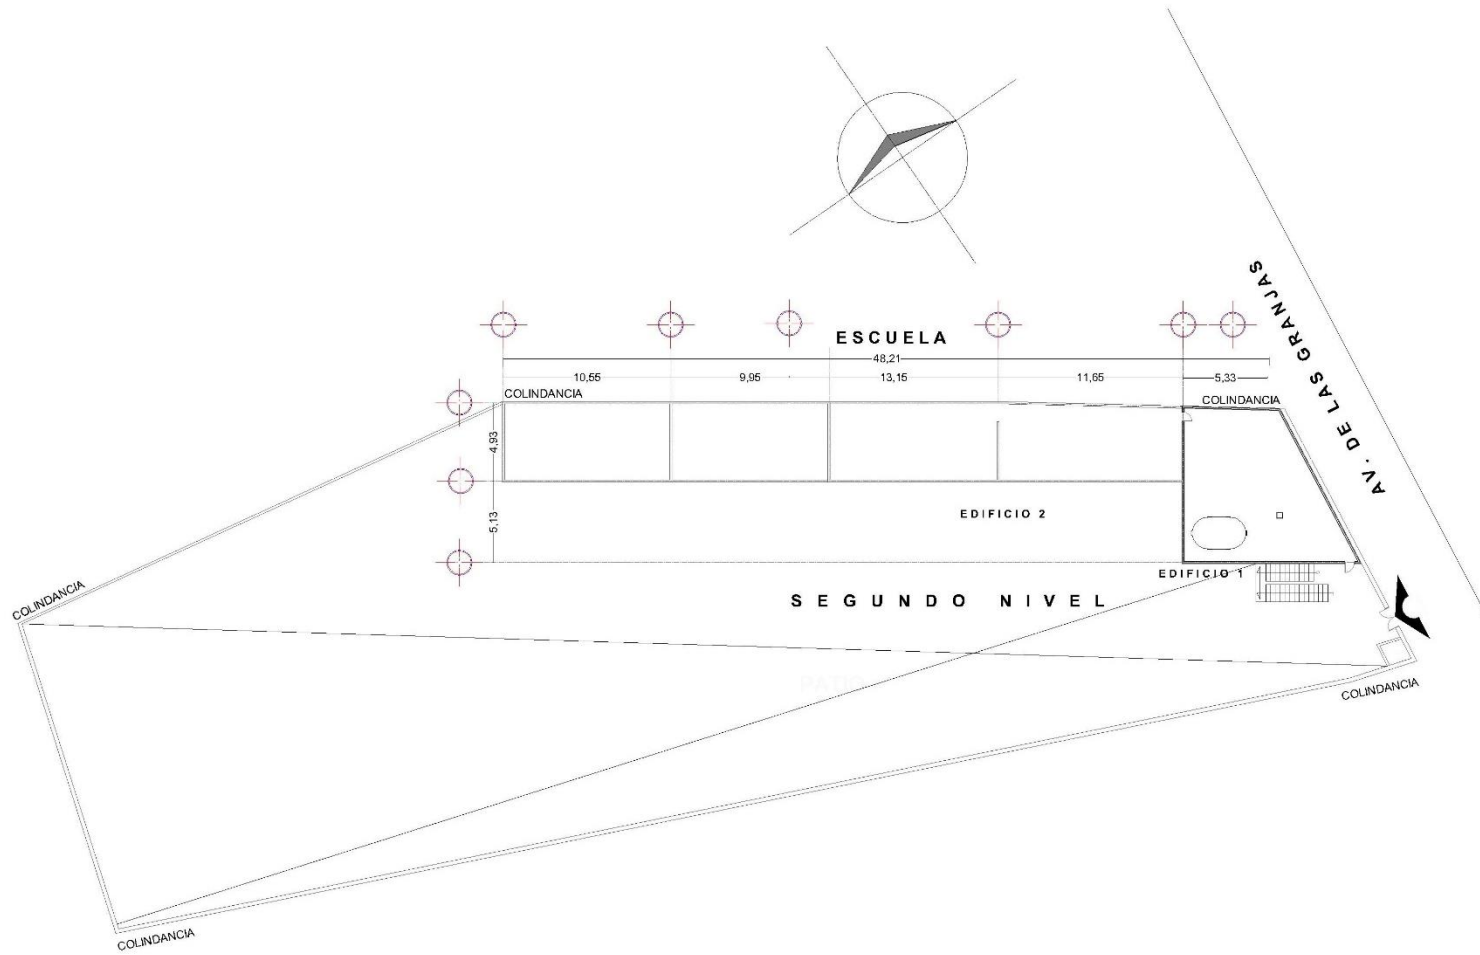 AV. DE LAS GRANJAS
ESCUELA
48,21
10,55 9,95 13,15 11,65 5,33
COLINDANCIA COLINDANCIA
4,93
5,13
EDIFICIO 2
EDIFICIO 1
SEGUNDO NIVEL
COLINDANCIA
PATIO
COLINDANCIA
COLINDANCIA